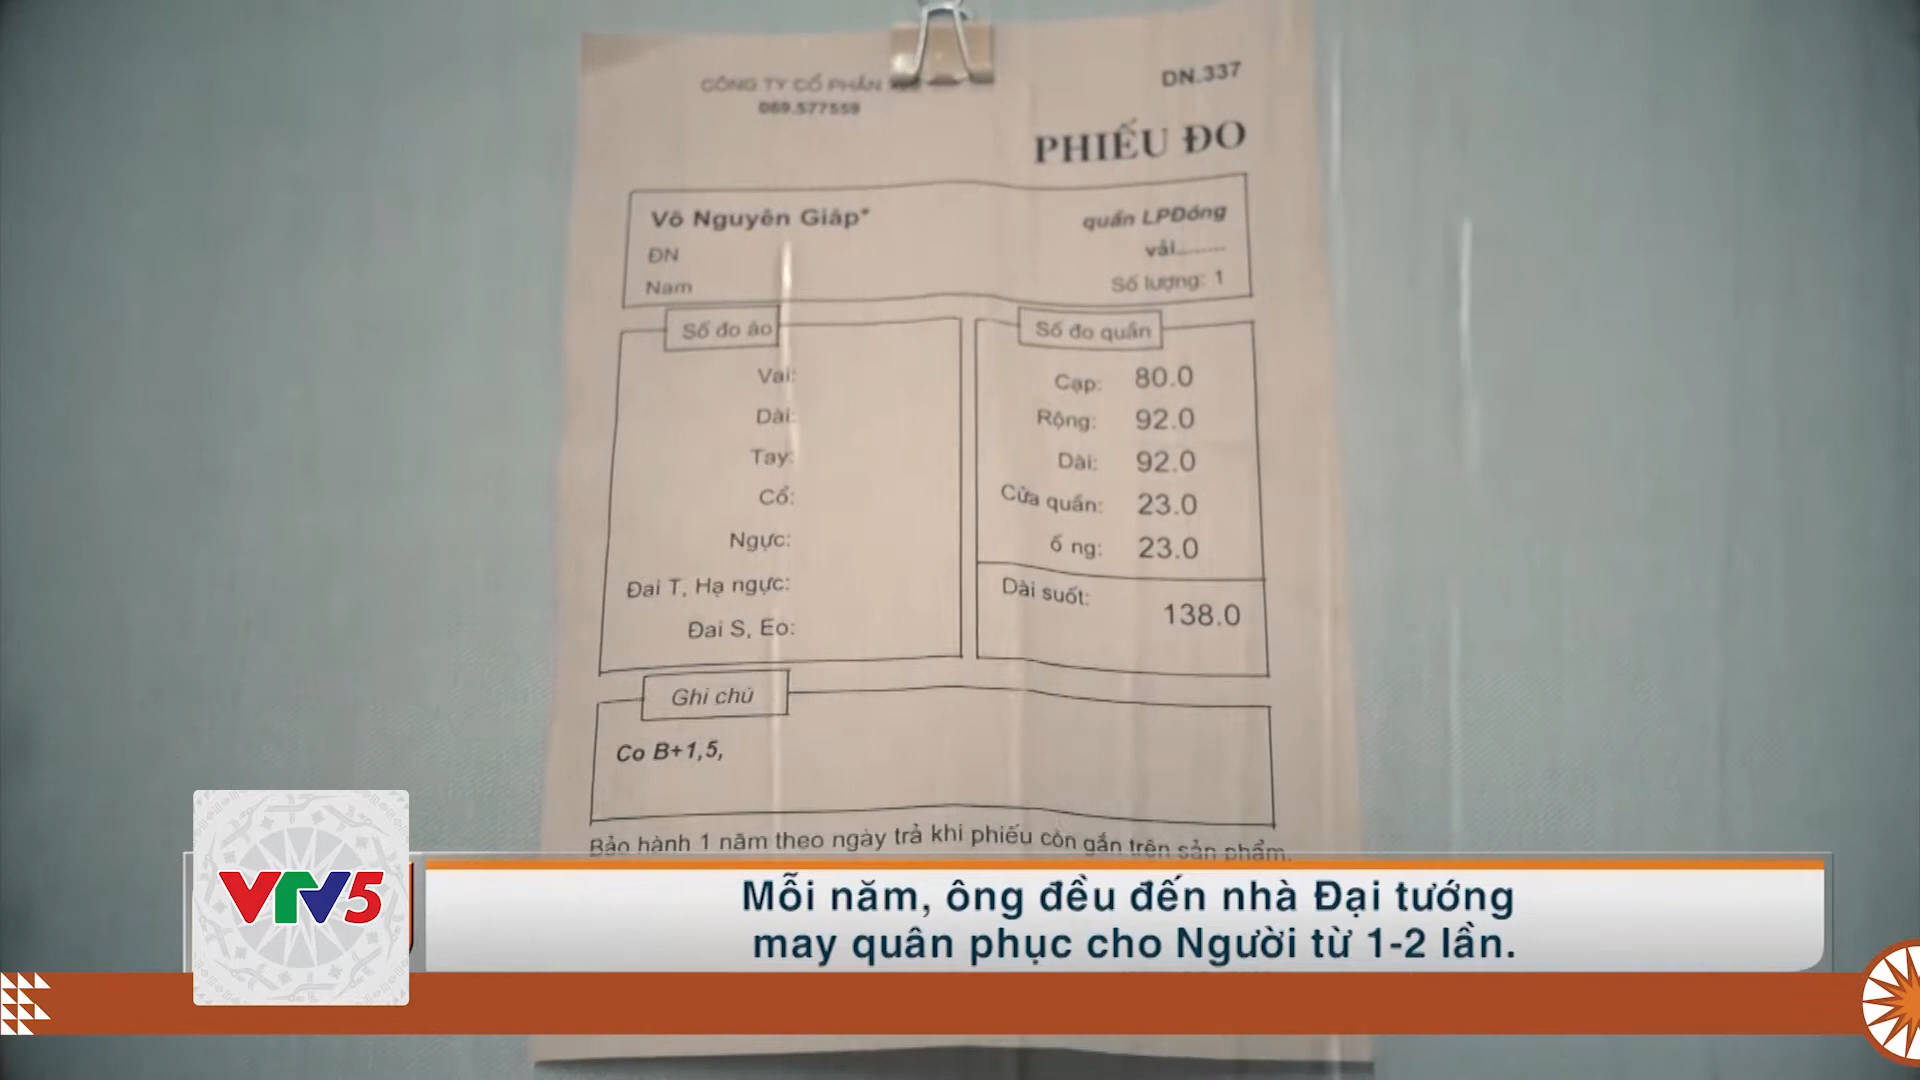 CÔNG TY CỔ PHẦN
069.577559
DN.337
PHIẾU ĐO
Võ Nguyên Giáp*
quần LPĐông
ĐN
vải.........
Nam
Số lượng: 1
Số đo áo
Vai:
Dài:
Tay:
Cổ:
Ngực:
Đai T, Hạ ngực:
Đai S, Eo:
Số đo quần
Cạp: 80.0
Rộng: 92.0
Dài: 92.0
Cửa quần: 23.0
ố ng: 23.0
Dài suốt: 138.0
Ghi chú
Co B+1,5,
Bảo hành 1 năm theo ngày trả khi phiếu còn gắn trên sản phẩm.
VTV5
Mỗi năm, ông đều đến nhà Đại tướng
may quân phục cho Người từ 1-2 lần.